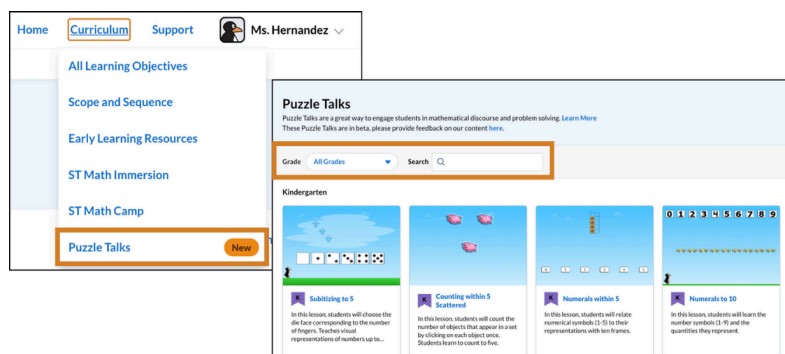 Home Curriculum Support Ms. Hernandez
All Learning Objectives
Scope and Sequence
Early Learning Resources
ST Math Immersion
ST Math Camp
Puzzle Talks New
Puzzle Talks
Puzzle Talks are a great way to engage students in mathematical discourse and problem solving. Learn More
These Puzzle Talks are in beta, please provide feedback on our content here.
Grade All Grades Search
Kindergarten
0 1 2 3 4 5 6 7 8 9
K Subitizing to 5
In this lesson, students will choose the
die face corresponding to the number
of fingers. Teaches visual
representations of numbers up to...
K Counting within 5
Scattered
In this lesson, students will count the
number of objects that appear in a set
by clicking on each object once.
Students learn to count to five.
K Numerals within 5
In this lesson, students will relate
numerical symbols (1-5) to their
representations with ten frames.
K Numerals to 10
In this lesson, students will learn the
number symbols (1-9) and the
quantities they represent.